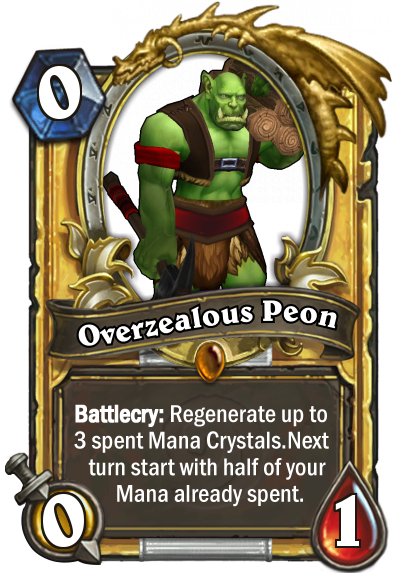 0
Overzealous Peon
Battlecry: Regenerate up to
3 spent Mana Crystals.Next
turn start with half of your
Mana already spent.
0
1